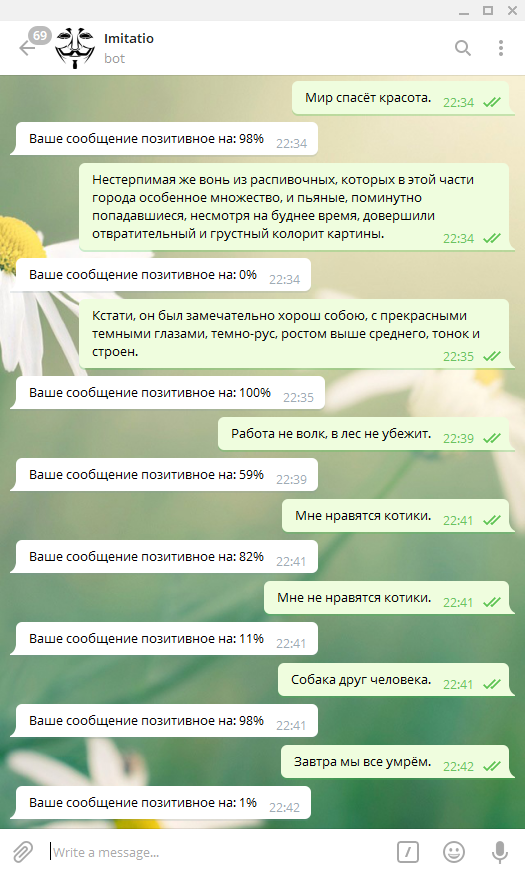 69
Imitatio
bot
Мир спасёт красота. 22:34
Ваше сообщение позитивное на: 98% 22:34
Нестерпимая же вонь из распивочных, которых в этой части
города особенное множество, и пьяные, поминутно
попадавшиеся, несмотря на буднее время, довершили
отвратительный и грустный колорит картины. 22:34
Ваше сообщение позитивное на: 0% 22:34
Кстати, он был замечательно хорош собою, с прекрасными
темными глазами, темно-рус, ростом выше среднего, тонок и
строен. 22:35
Ваше сообщение позитивное на: 100% 22:35
Работа не волк, в лес не убежит. 22:39
Ваше сообщение позитивное на: 59% 22:39
Мне нравятся котики. 22:41
Ваше сообщение позитивное на: 82% 22:41
Мне не нравятся котики. 22:41
Ваше сообщение позитивное на: 11% 22:41
Собака друг человека. 22:41
Ваше сообщение позитивное на: 98% 22:41
Завтра мы все умрём. 22:42
Ваше сообщение позитивное на: 1% 22:42
Write a message...